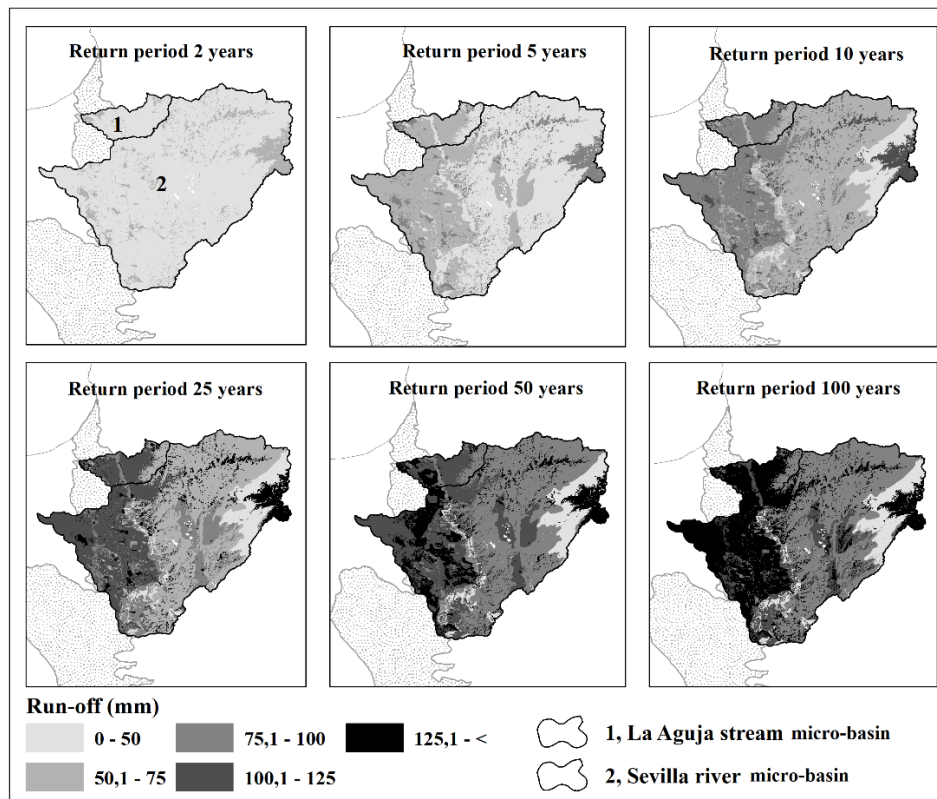 Return period 2 years
Return period 5 years
Return period 10 years
1
2
Return period 25 years
Return period 50 years
Return period 100 years
Run-off (mm)
0 - 50
75,1 - 100
125,1 - <
1, La Aguja stream micro-basin
50,1 - 75
100,1 - 125
2, Sevilla river micro-basin